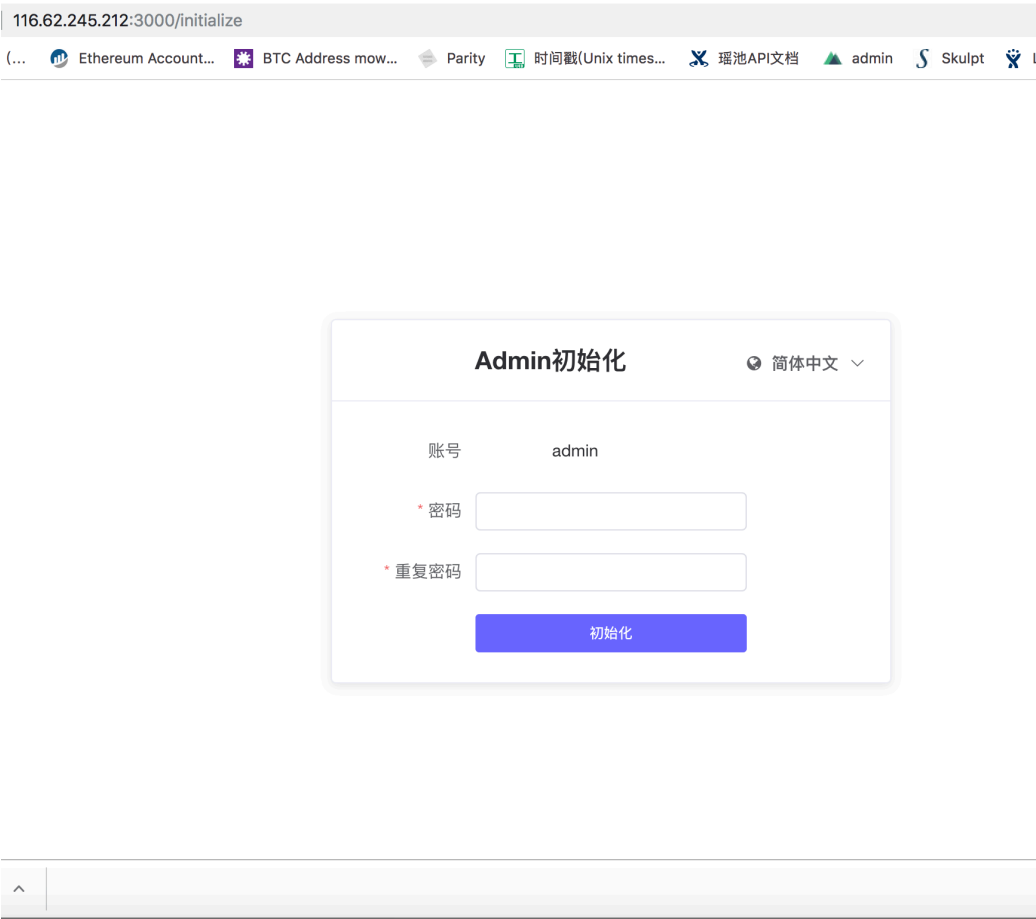 116.62.245.212:3000/initialize
(... Ethereum Account... BTC Address mow... Parity 时间戳(Unix times... 瑶池API文档 admin Skulpt
Admin初始化 简体中文
账号 admin
* 密码
* 重复密码
初始化